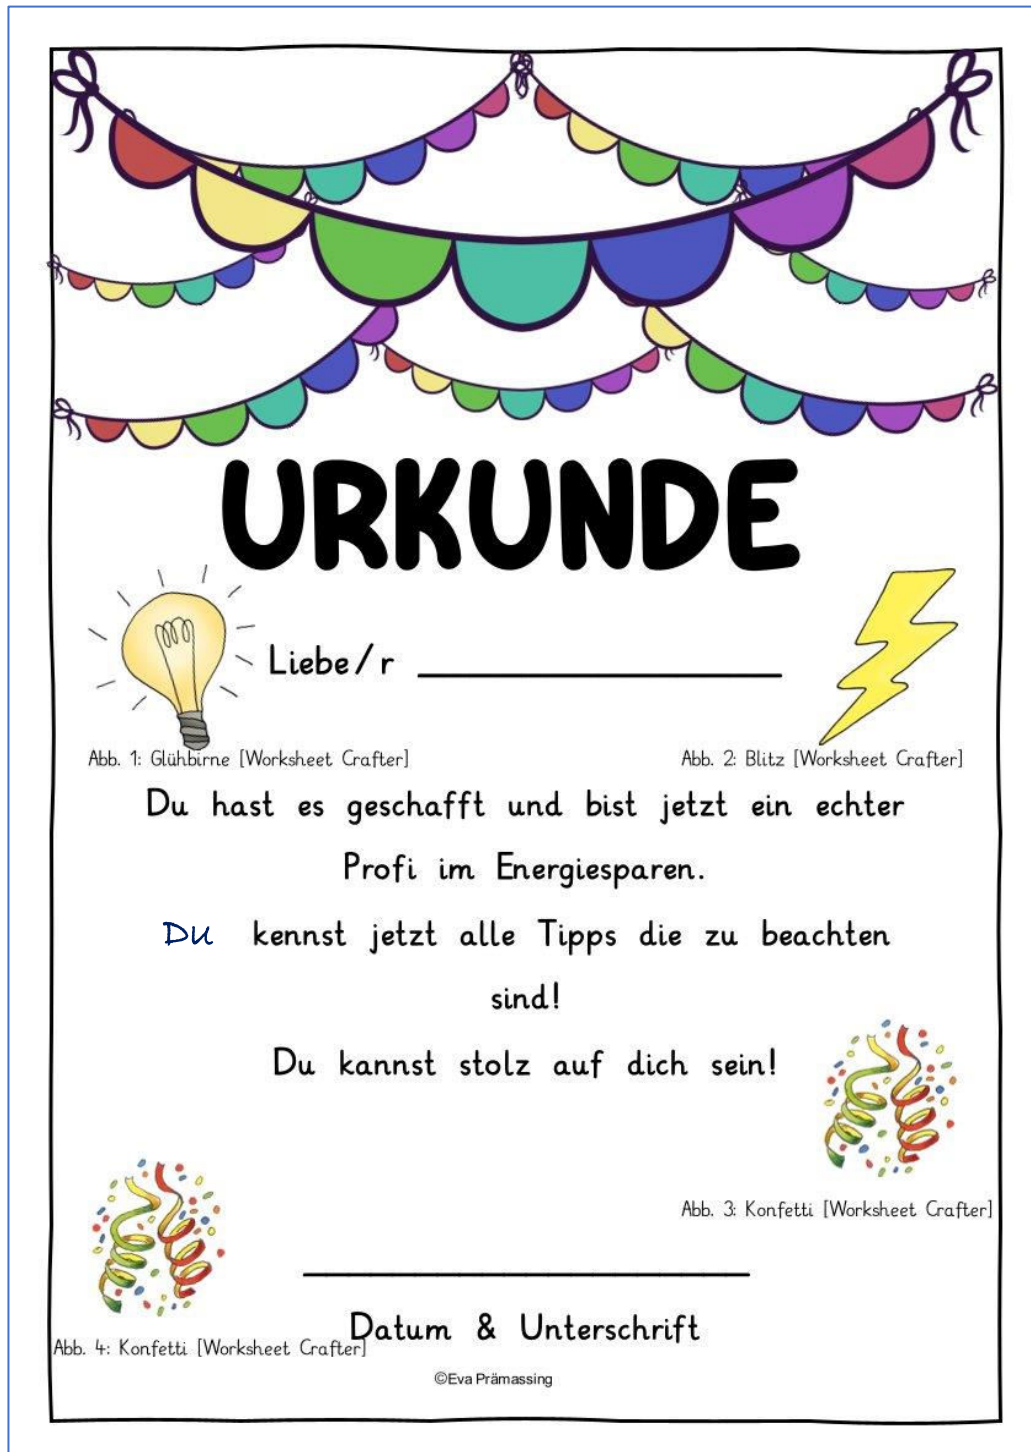 URKUNDE
Liebe/r ____________________
Abb. 1: Glühbirne [Worksheet Crafter]
Abb. 2: Blitz [Worksheet Crafter]
Du hast es geschafft und bist jetzt ein echter
Profi im Energiesparen.
DU kennst jetzt alle Tipps die zu beachten
sind!
Du kannst stolz auf dich sein!
Abb. 3: Konfetti [Worksheet Crafter]
Datum & Unterschrift
Abb. 4: Konfetti [Worksheet Crafter]
©Eva Prämassing